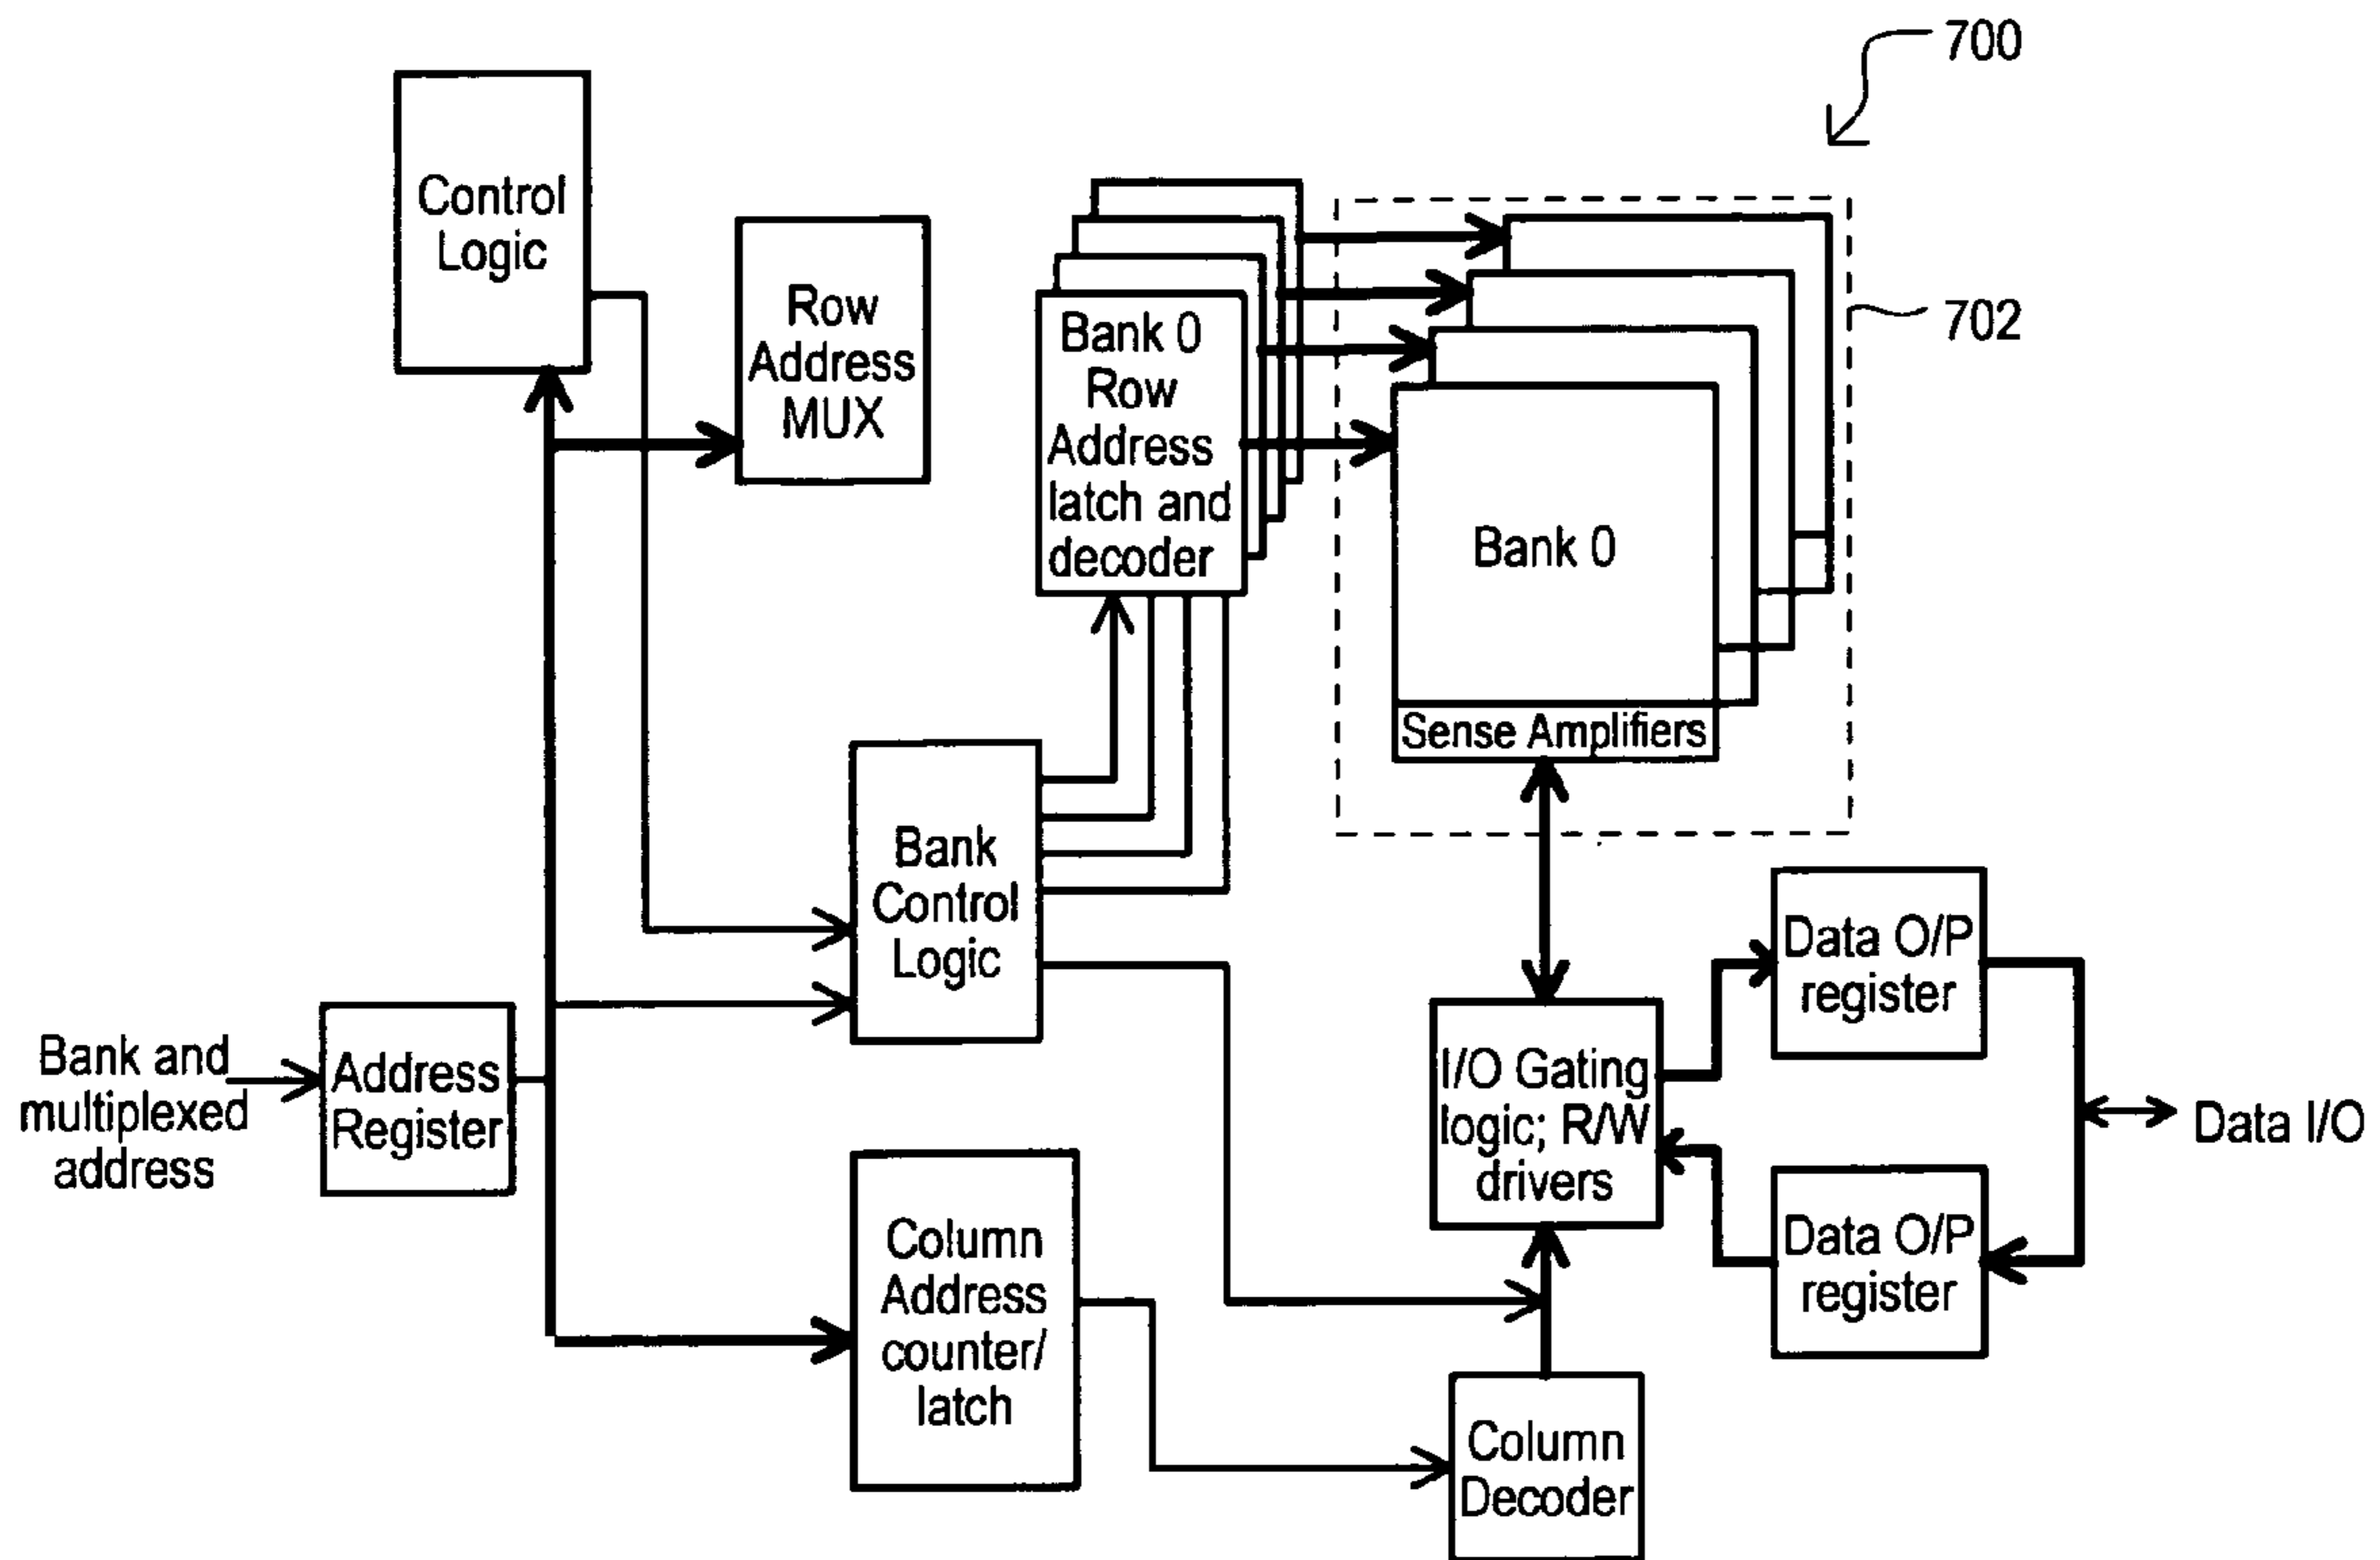 700
Control
Logic
Row
Address
MUX
Bank 0
Row
Address
latch and
decoder
702
Bank 0
Sense Amplifiers
Bank
Control
Logic
Data O/P
register
Bank and
multiplexed
address
Address
Register
I/O Gating
logic; R/W
drivers
Data I/O
Column
Address
counter/
latch
Data O/P
register
Column
Decoder